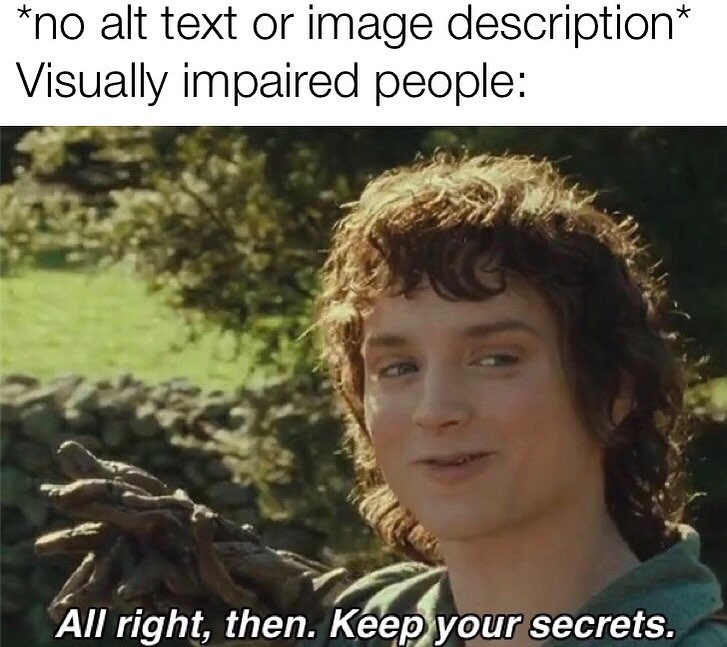 *no alt text or image description*
Visually impaired people:
All right, then. Keep your secrets.